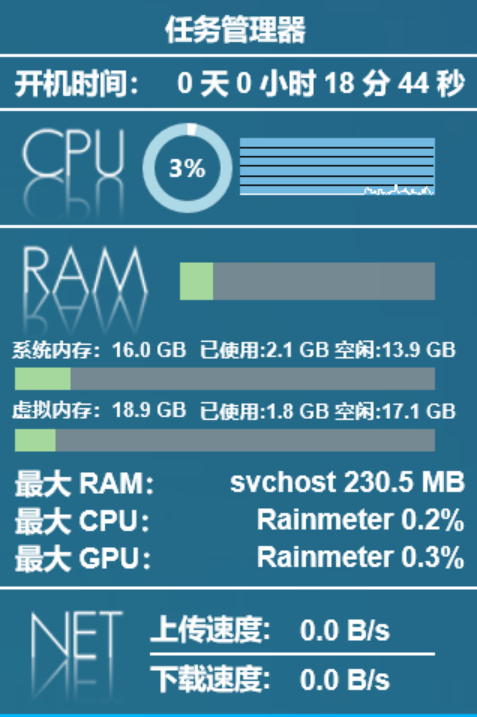 任务管理器
开机时间： 0 天 0 小时 18 分 44 秒
CPU 3%
RAM
系统内存：16.0 GB 已使用:2.1 GB 空闲:13.9 GB
虚拟内存：18.9 GB 已使用:1.8 GB 空闲:17.1 GB
最大 RAM： svchost 230.5 MB
最大 CPU： Rainmeter 0.2%
最大 GPU： Rainmeter 0.3%
NET
上传速度： 0.0 B/s
下载速度： 0.0 B/s